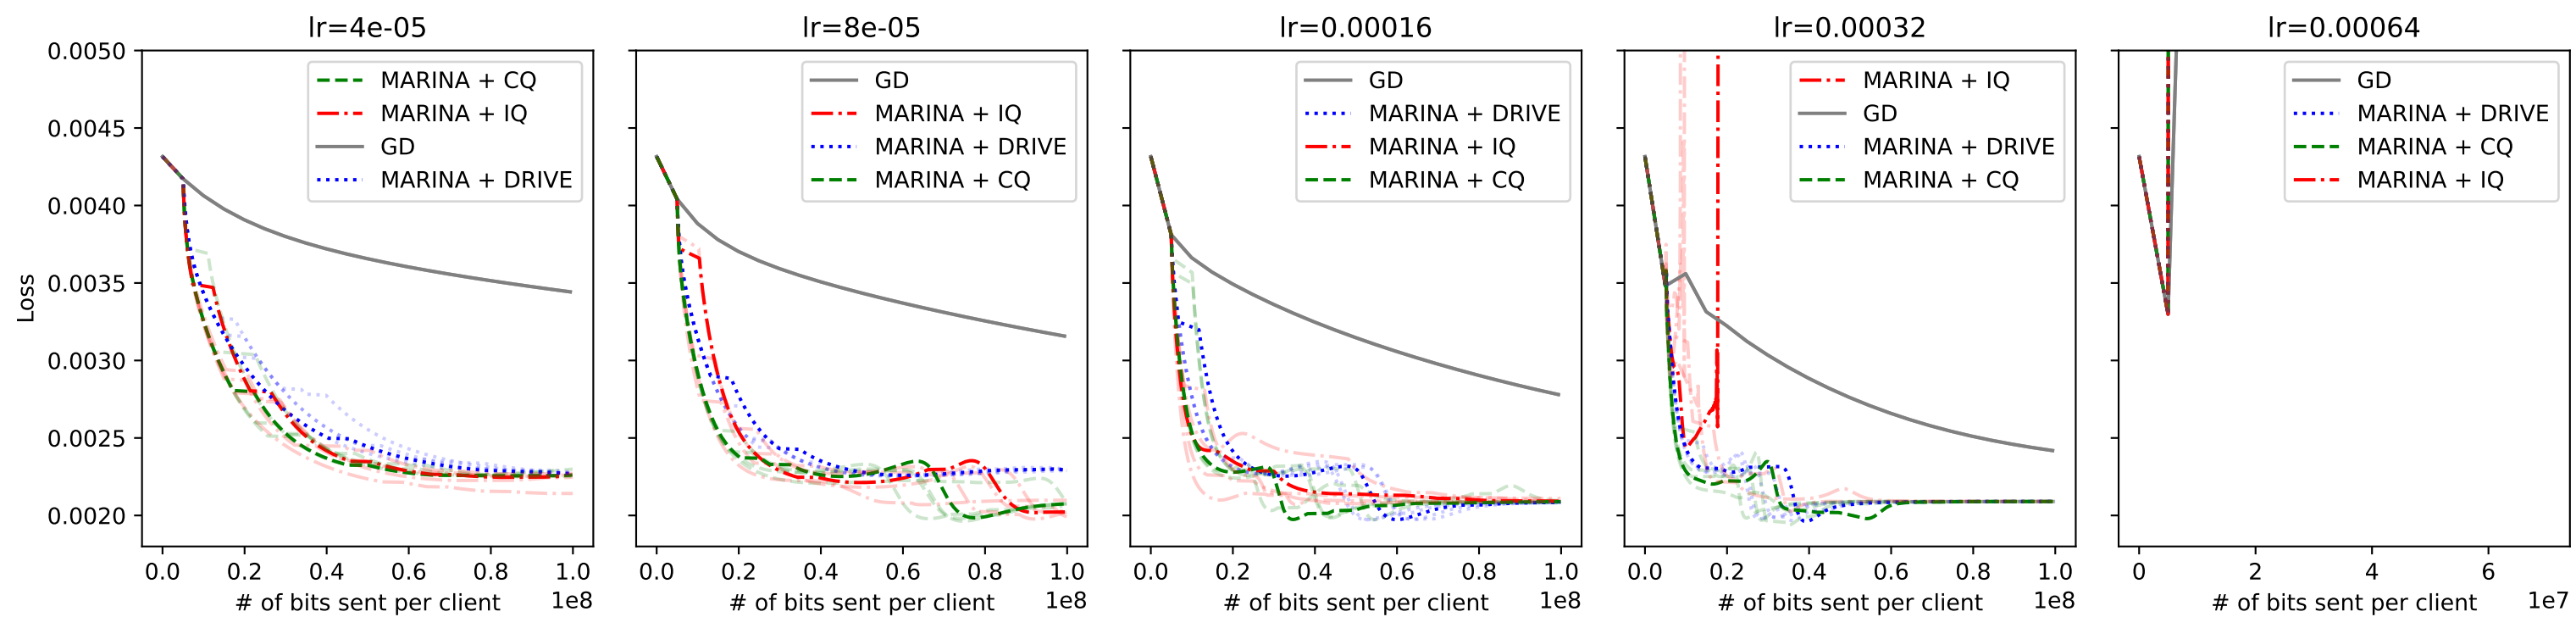 lr=4e-05
0.0050
0.0045
0.0040
0.0035
0.0030
0.0025
0.0020
Loss
MARINA + CQ
MARINA + IQ
GD
MARINA + DRIVE
0.0 0.2 0.4 0.6 0.8 1.0
# of bits sent per client
1e8
lr=8e-05
GD
MARINA + IQ
MARINA + DRIVE
MARINA + CQ
0.0 0.2 0.4 0.6 0.8 1.0
# of bits sent per client
1e8
lr=0.00016
GD
MARINA + DRIVE
MARINA + IQ
MARINA + CQ
0.0 0.2 0.4 0.6 0.8 1.0
# of bits sent per client
1e8
lr=0.00032
MARINA + IQ
GD
MARINA + DRIVE
MARINA + CQ
0.0 0.2 0.4 0.6 0.8 1.0
# of bits sent per client
1e8
lr=0.00064
GD
MARINA + DRIVE
MARINA + CQ
MARINA + IQ
0 2 4 6
# of bits sent per client
1e7